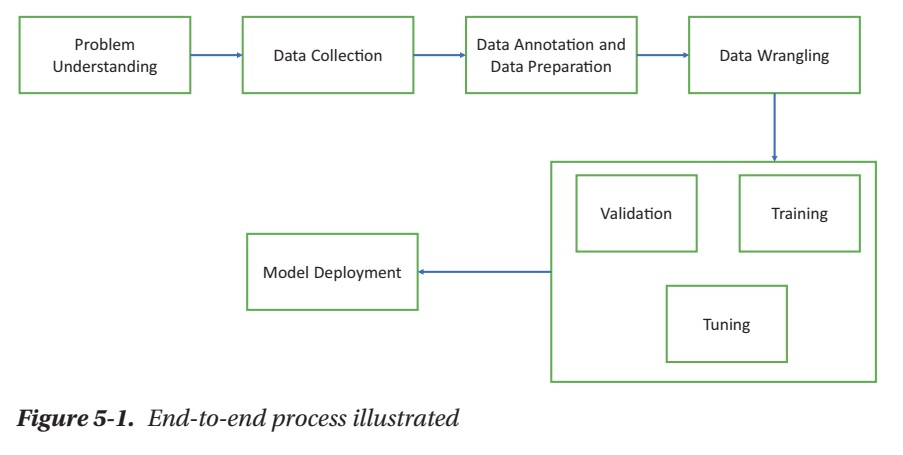 Problem
Understanding
Data Collection
Data Annotation and
Data Preparation
Data Wrangling
Validation
Training
Model Deployment
Tuning
Figure 5-1. End-to-end process illustrated